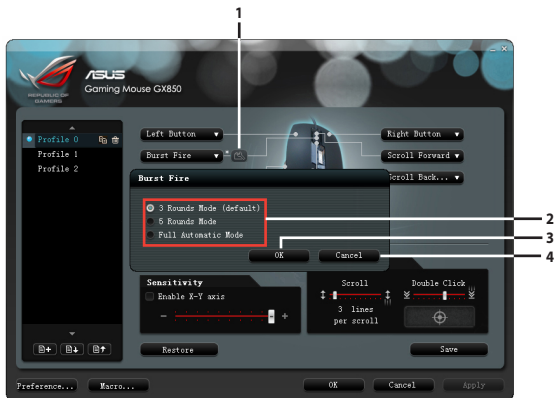 1
ASUS
Gaming Mouse GX850
REPUBLIC OF
GAMERS
Left Button
Right Button
Profile 0
Burst Fire
Scroll Forward
Profile 1
Scroll Back...
Profile 2
Burst Fire
3 Rounds Mode (default)
5 Rounds Mode
Full Automatic Mode
2
OK
3
Cancel
4
Sensitivity
Enable X-Y axis
- +
Scroll
Double Click
3 lines
per scroll
Restore
Save
Preference...
Macro...
OK
Cancel
Apply